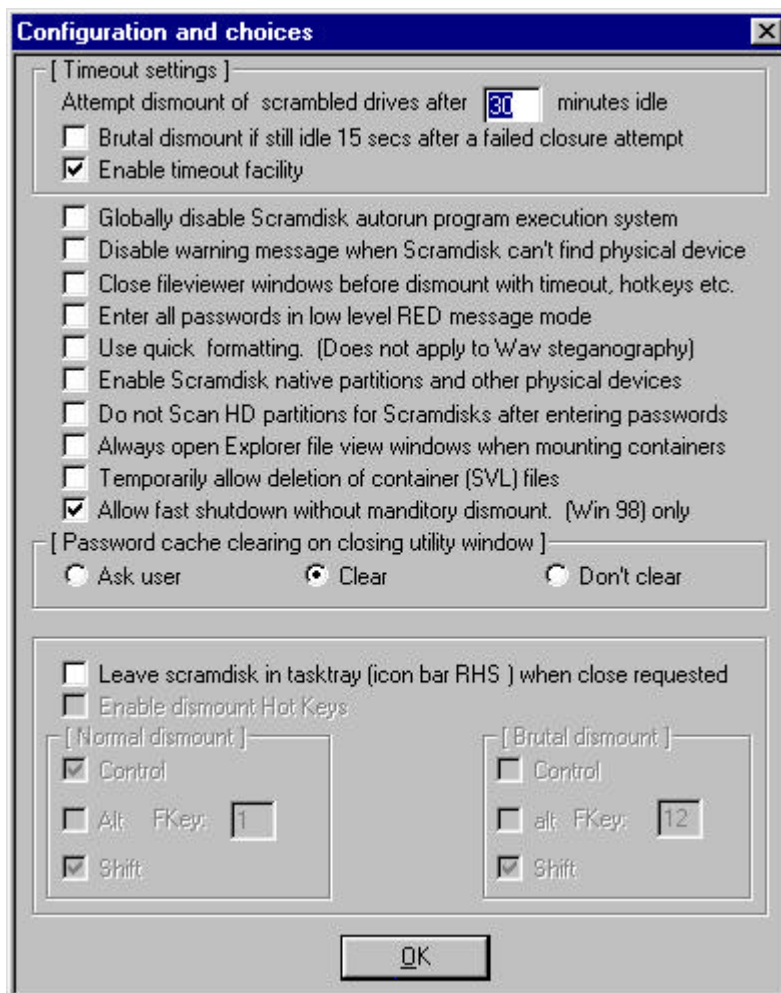 Configuration and choices
[ Timeout settings ]
Attempt dismount of scrambled drives after 30 minutes idle
Brutal dismount if still idle 15 secs after a failed closure attempt
Enable timeout facility
Globally disable Scramdisk autorun program execution system
Disable warning message when Scramdisk can't find physical device
Close fileviewer windows before dismount with timeout, hotkeys etc.
Enter all passwords in low level RED message mode
Use quick formatting. (Does not apply to Wav steganography)
Enable Scramdisk native partitions and other physical devices
Do not Scan HD partitions for Scramdisks after entering passwords
Always open Explorer file view windows when mounting containers
Temporarily allow deletion of container (SVL) files
Allow fast shutdown without manditory dismount. (Win 98) only
[ Password cache clearing on closing utility window ]
Ask user Clear Don't clear
Leave scramdisk in tasktray (icon bar RHS ) when close requested
Enable dismount Hot Keys
[ Normal dismount ] [ Brutal dismount ]
Control Control
Alt FKey: 1 alt FKey: 12
Shift Shift
OK